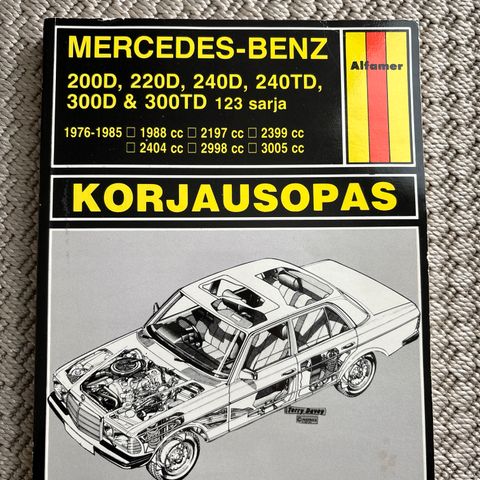 MERCEDES-BENZ
Alfamer
200D, 220D, 240D, 240TD,
300D & 300TD 123 sarja
1976-1985 □ 1988 cc □ 2197 cc □ 2399 cc
□ 2404 cc □ 2998 cc □ 3005 cc
KORJAUSOPAS
Terry Davey